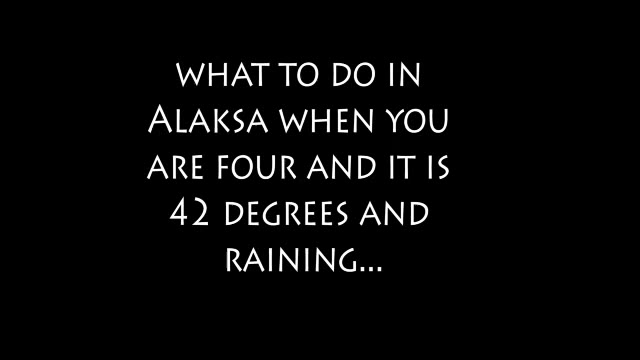 what to do in
Alaksa when you
are four and it is
42 degrees and
raining...